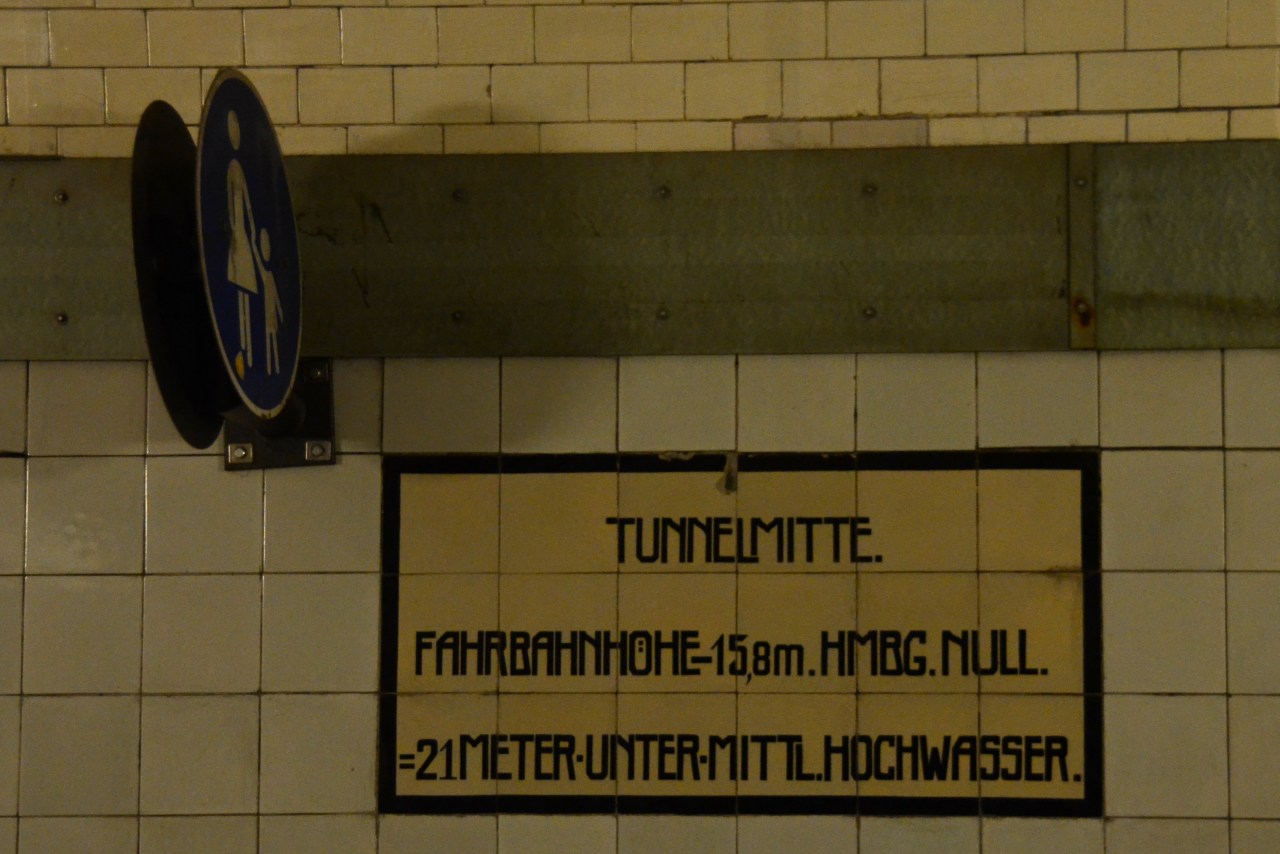 TUNNELMITTE.
FAHRBAHNHÖHE-15,8m.HMBG.NULL.
=21METER·UNTER·MITTL.HOCHWASSER.